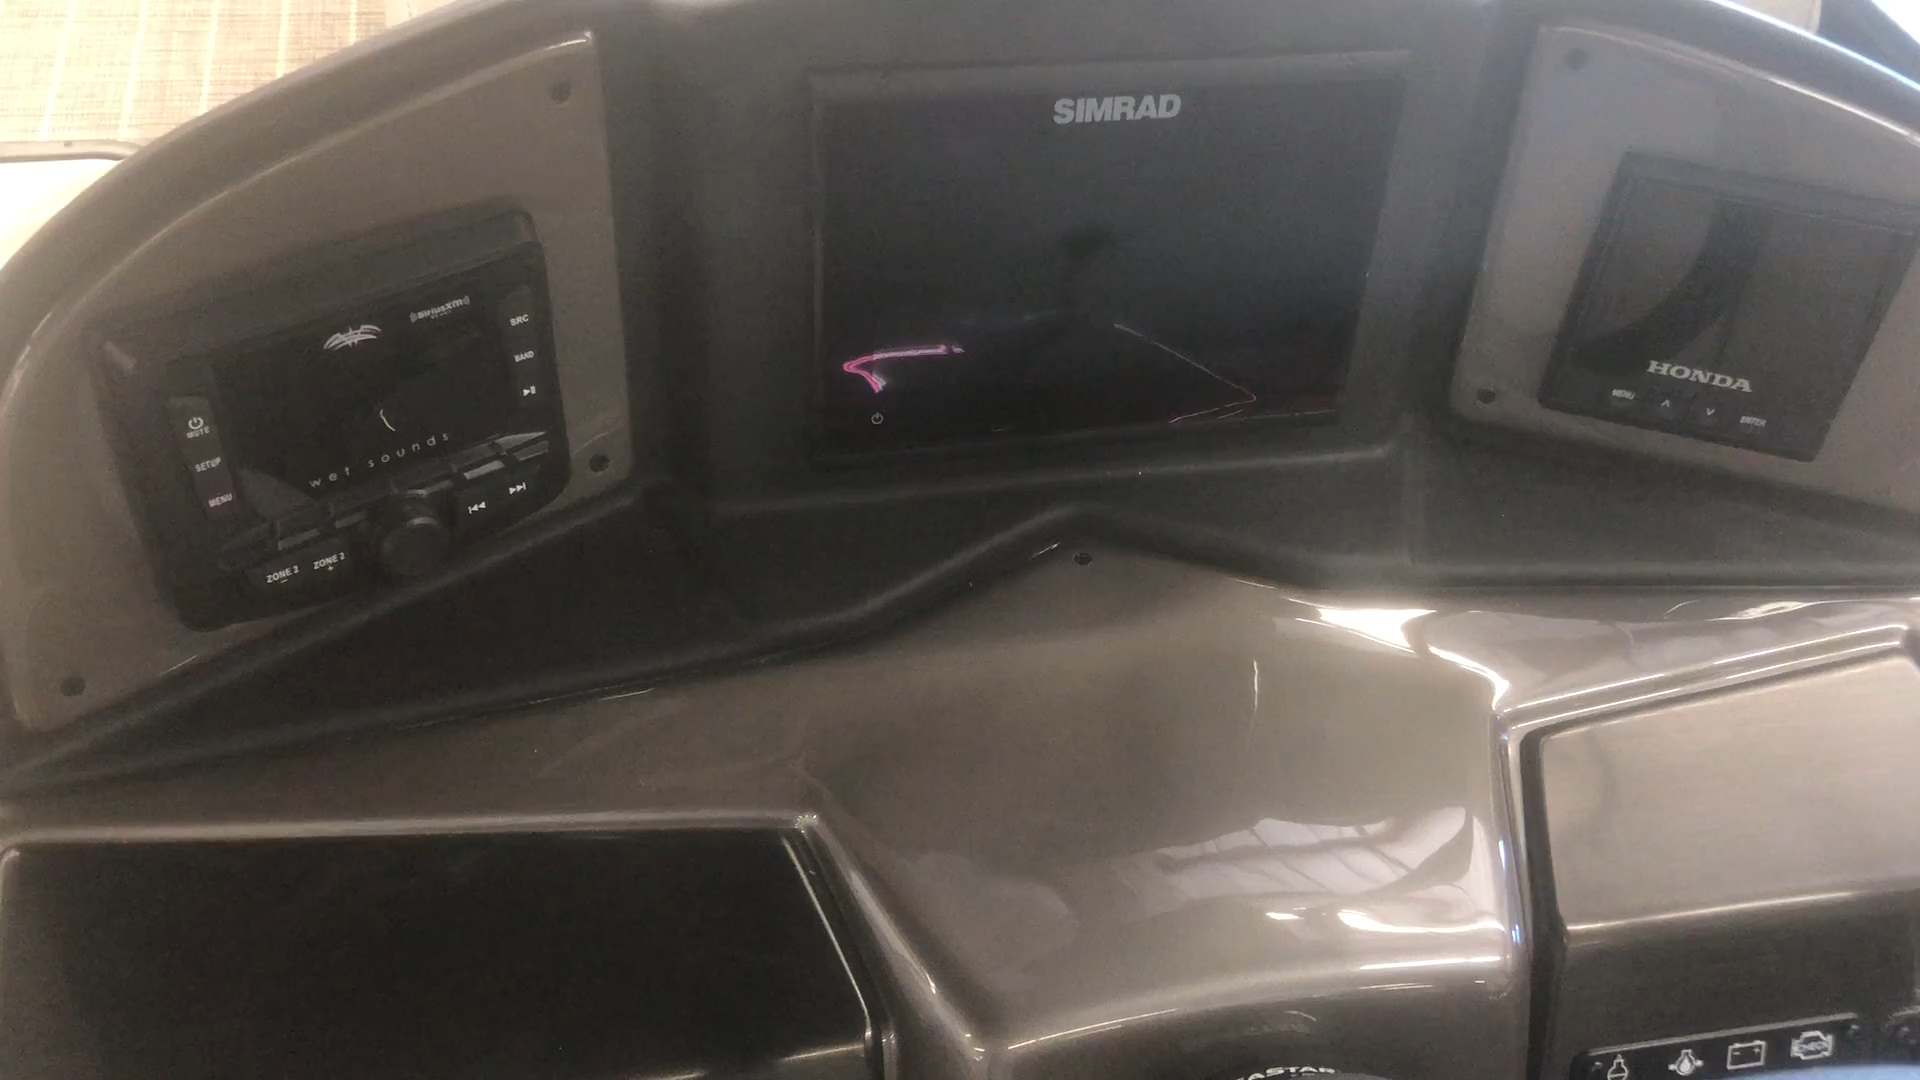 SIMRAD
SiriusXM
SRC
BAND
MUTE
SETUP
MENU
wet sounds
ZONE 2
-
ZONE 2
+
HONDA
MENU
ENTER